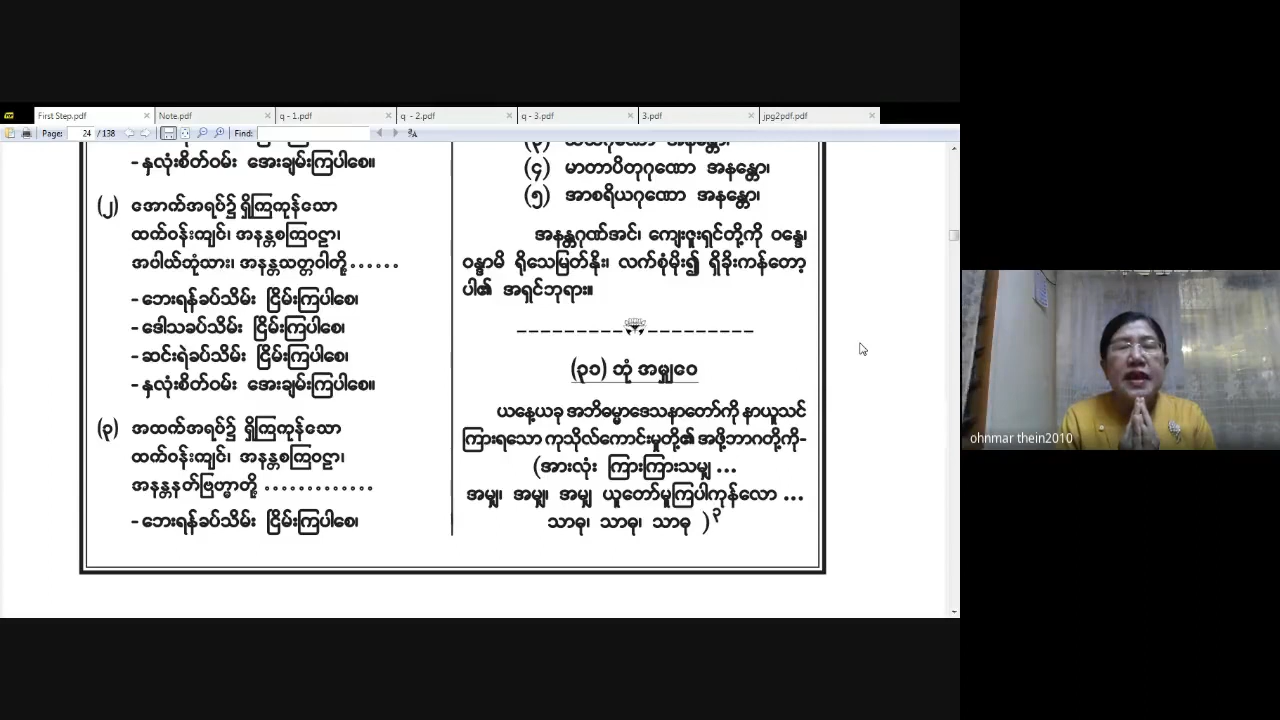 First Step.pdf
Note.pdf
q - 1.pdf
q - 2.pdf
q - 3.pdf
3.pdf
jpg2pdf.pdf
Page: 24 / 138
Find:
- နှလုံးစိတ်ဝမ်း အေးချမ်းကြပါစေ။
(၂) အောက်အရပ်၌ ရှိကြကုန်သော
ထက်ဝန်းကျင်၊ အနန္တစကြဝဠာ၊
အပါယ်ဘုံသား၊ အနန္တသတ္တဝါတို့ ......
- ဘေးရန်ခပ်သိမ်း ငြိမ်းကြပါစေ၊
- ဒေါသခပ်သိမ်း ငြိမ်းကြပါစေ၊
- ဆင်းရဲခပ်သိမ်း ငြိမ်းကြပါစေ၊
- နှလုံးစိတ်ဝမ်း အေးချမ်းကြပါစေ။
(၃) အထက်အရပ်၌ ရှိကြကုန်သော
ထက်ဝန်းကျင်၊ အနန္တစကြဝဠာ၊
အနန္တနတ်ဗြဟ္မာတို့ .............
- ဘေးရန်ခပ်သိမ်း ငြိမ်းကြပါစေ၊
(၄) မာတာပိတုဂုဏော အနန္တော၊
(၅) အာစရိယဂုဏော အနန္တော၊
အနန္တဂုဏ်အင်၊ ကျေးဇူးရှင်တို့ကို ဝန္ဒေ၊
ဝန္ဒာမိ ရိုသေမြတ်နိုး၊ လက်စုံမိုး၍ ရှိခိုးကန်တော့
ပါ၏ အရှင်ဘုရား။
(၃၁) ဘုံ အမျှဝေ
ယနေ့ယခု အဘိဓမ္မာဒေသနာတော်ကို နာယူသင်
ကြားရသော ကုသိုလ်ကောင်းမှုတို့၏ အဖို့ဘာဂတို့ကို-
(အားလုံး ကြားကြားသမျှ ...
အမျှ၊ အမျှ၊ အမျှ ယူတော်မူကြပါကုန်လော ...
သာဓု၊ သာဓု၊ သာဓု )၃
ohnmar thein2010